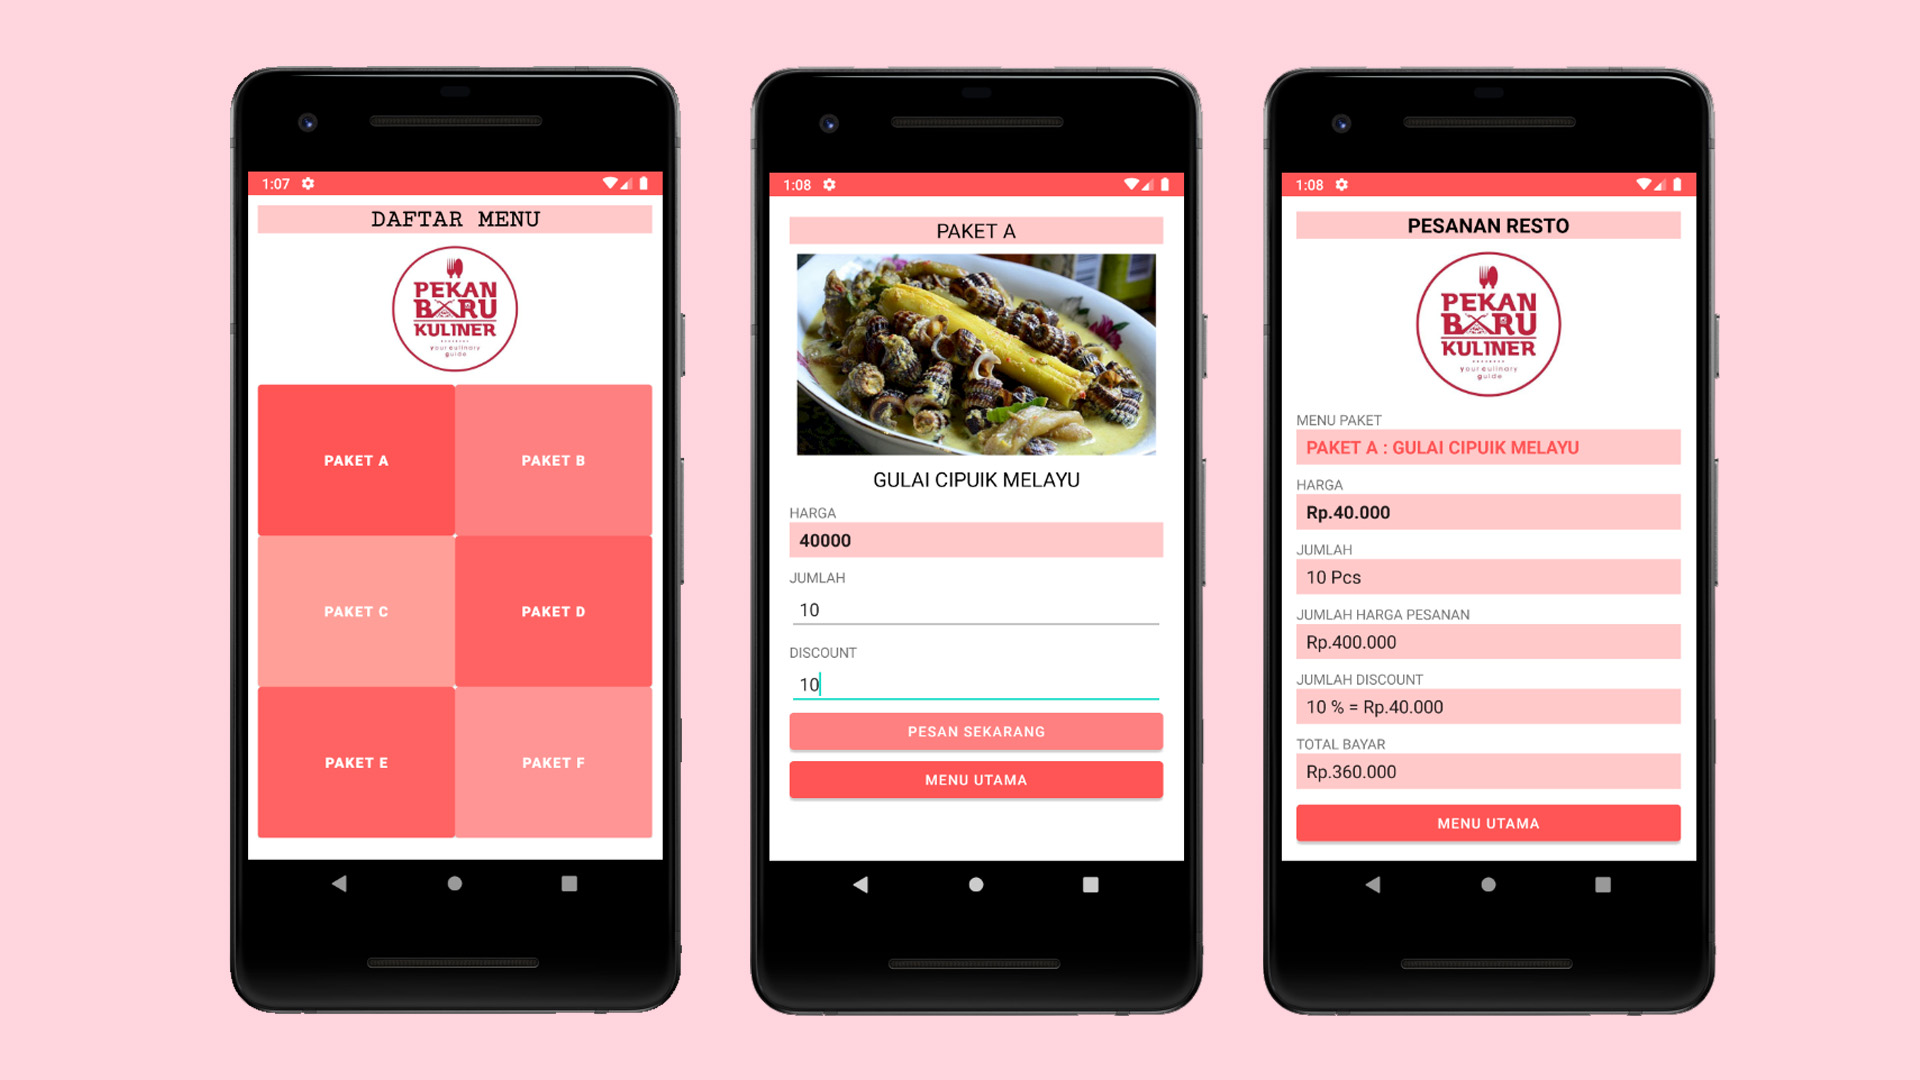 1:07
DAFTAR MENU
PEKAN
BARU
KULINER
your culinary
guide
PAKET A
PAKET B
PAKET C
PAKET D
PAKET E
PAKET F
1:08
PAKET A
GULAI CIPUIK MELAYU
HARGA
40000
JUMLAH
10
DISCOUNT
10
PESAN SEKARANG
MENU UTAMA
1:08
PESANAN RESTO
PEKAN
BARU
KULINER
your culinary
guide
MENU PAKET
PAKET A : GULAI CIPUIK MELAYU
HARGA
Rp.40.000
JUMLAH
10 Pcs
JUMLAH HARGA PESANAN
Rp.400.000
JUMLAH DISCOUNT
10 % = Rp.40.000
TOTAL BAYAR
Rp.360.000
MENU UTAMA